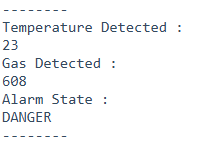 --------
Temperature Detected :
23
Gas Detected :
608
Alarm State :
DANGER
--------